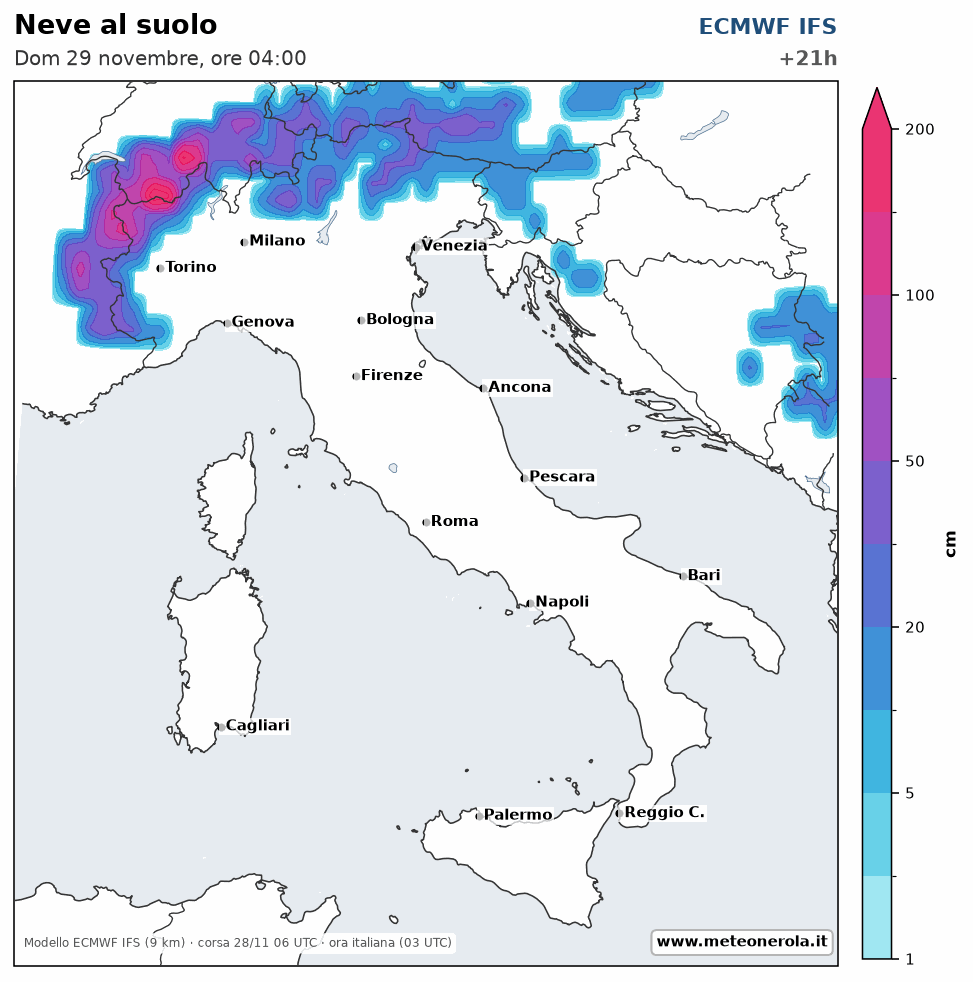 Neve al suolo
ECMWF IFS
Dom 29 novembre, ore 04:00
+21h
200
100
50
20
5
1
cm
Milano
Venezia
Torino
Genova
Bologna
Firenze
Ancona
Pescara
Roma
Bari
Napoli
Cagliari
Palermo
Reggio C.
Modello ECMWF IFS (9 km) · corsa 28/11 06 UTC · ora italiana (03 UTC)
www.meteonerola.it